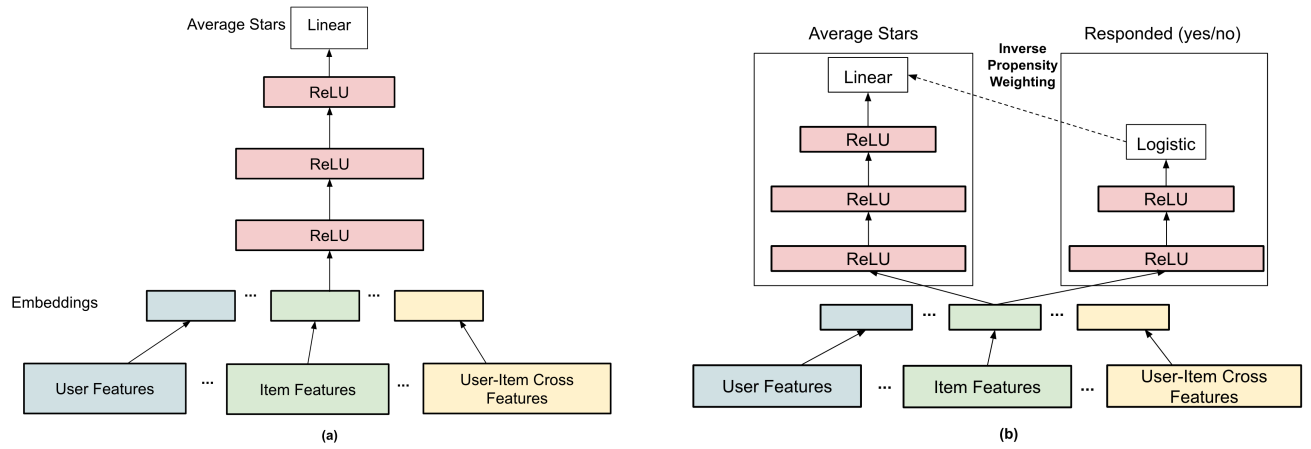 Average Stars
Linear
ReLU
ReLU
ReLU
Embeddings
...
...
User Features
...
Item Features
...
User-Item Cross
Features
(a)
Average Stars
Inverse
Propensity
Weighting
Responded (yes/no)
Linear
ReLU
ReLU
ReLU
Logistic
ReLU
ReLU
...
...
User Features
...
Item Features
...
User-Item Cross
Features
(b)